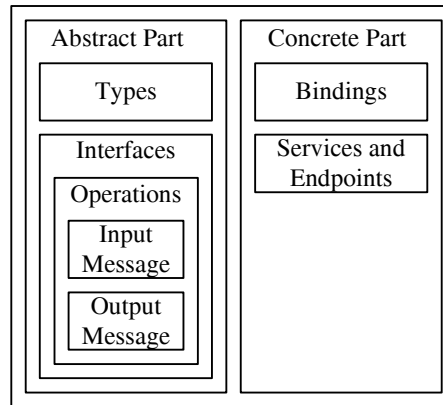 Abstract Part
Types
Interfaces
Operations
Input
Message
Output
Message
Concrete Part
Bindings
Services and
Endpoints